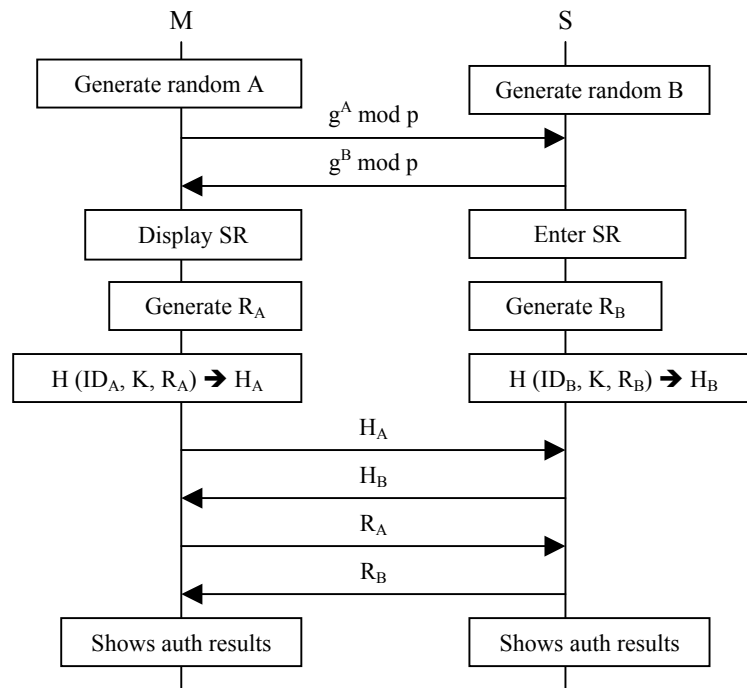 M
S
Generate random A
Generate random B
g^A mod p
g^B mod p
Display SR
Enter SR
Generate R_A
Generate R_B
H (ID_A, K, R_A) ➔ H_A
H (ID_B, K, R_B) ➔ H_B
H_A
H_B
R_A
R_B
Shows auth results
Shows auth results